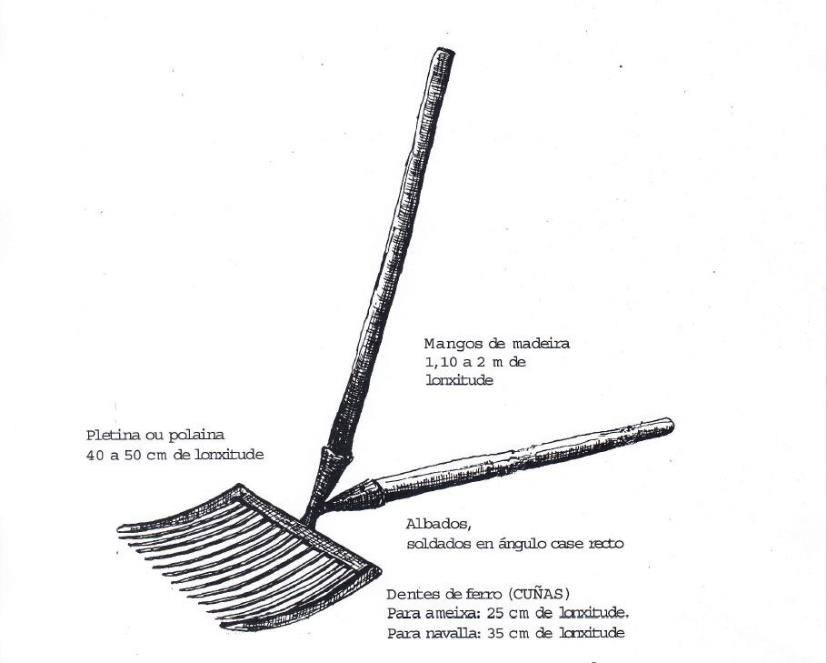 Mangos de madeira
1,10 a 2 m de
lonxitude
Pletina ou polaina
40 a 50 cm de lonxitude
Albados,
soldados en ángulo case recto
Dentes de ferro (CUÑAS)
Para ameixa: 25 cm de lonxitude.
Para navalla: 35 cm de lonxitude